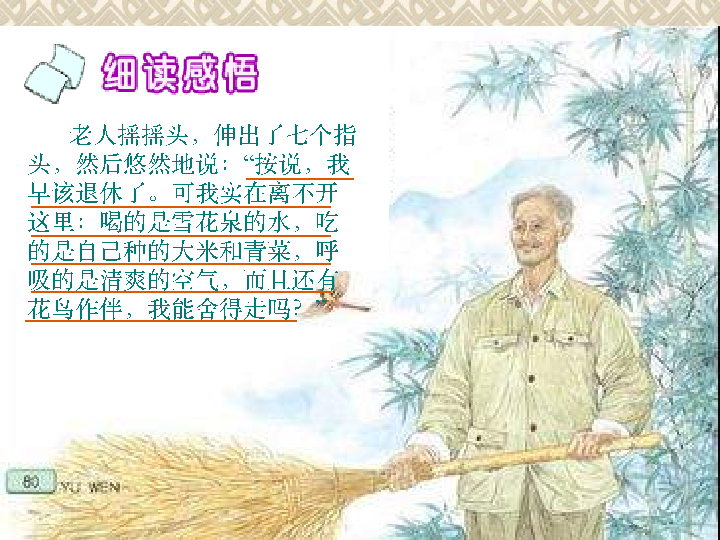 细读感悟
老人摇摇头，伸出了七个指
头，然后悠然地说：“按说，我
早该退休了。可我实在离不开
这里：喝的是雪花泉的水，吃
的是自己种的大米和青菜，呼
吸的是清爽的空气，而且还有
花鸟作伴，我能舍得走吗？”
80 YU WEN